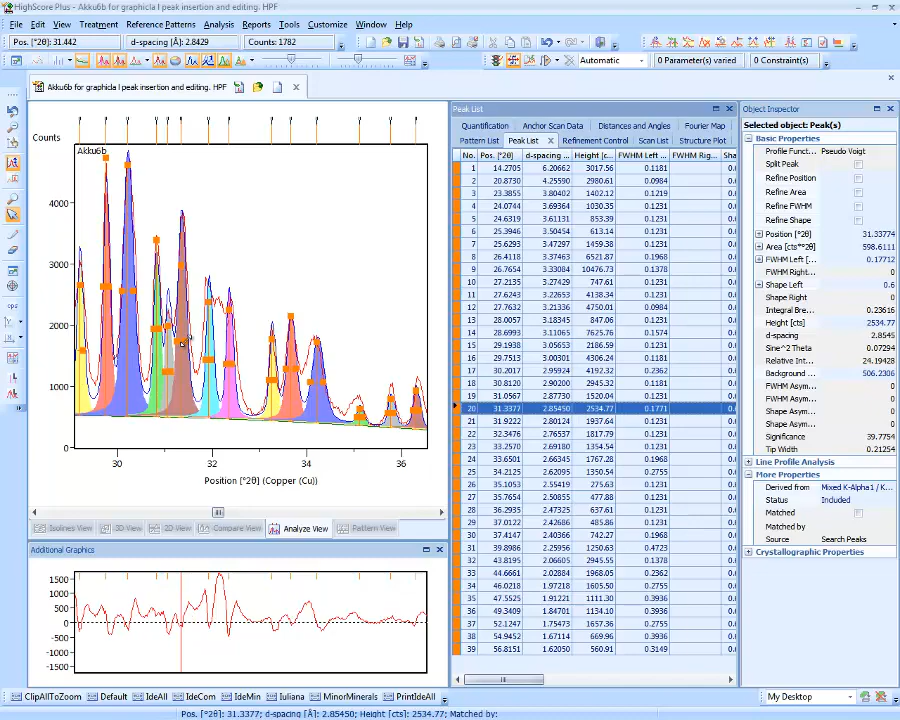 HighScore Plus - Akku6b for graphicla l peak insertion and editing. HPF
File Edit View Treatment Reference Patterns Analysis Reports Tools Customize Window Help
Pos. [°2θ]: 31.442 d-spacing [Å]: 2.8429 Counts: 1782
Automatic 0 Parameter(s) varied 0 Constraint(s)
Akku6b for graphicla l peak insertion and editing. HPF
Counts
Akku6b
4000
3000
2000
1000
0
30 32 34 36
Position [°2θ] (Copper (Cu))
Isolines View 3D View 2D View Compare View Analyze View Pattern View
Additional Graphics
1500
1000
500
0
-500
-1000
-1500
Peak List
Quantification Anchor Scan Data Distances and Angles Fourier Map
Pattern List Peak List Refinement Control Scan List Structure Plot
No. Pos. [°2θ] d-spacing ... Height [c... FWHM Left ... FWHM Rig... Sha
1 14.2705 6.20662 3017.56 0.1181
2 20.8730 4.25590 2980.61 0.0984
3 23.3855 3.80402 1402.12 0.1219
4 24.0744 3.69364 1030.04 0.1231
5 24.6319 3.61131 853.39 0.1231
6 25.3946 3.50454 613.14 0.1231
7 25.6293 3.47297 1459.38 0.1231
8 26.4118 3.37183 6521.87 0.1231
9 26.7654 3.33084 10476.73 0.1378
10 27.2135 3.27429 747.61 0.1231
11 27.6243 3.22653 4138.34 0.1231
12 27.7632 3.21336 4750.01 0.0984
13 28.0057 3.18345 847.06 0.1231
14 28.6993 3.11065 7625.76 0.1231
15 29.1938 3.05653 2186.59 0.1231
16 29.7513 3.00301 4306.24 0.1231
17 30.2017 2.95924 4192.32 0.2362
18 30.8120 2.90200 2945.32 0.1231
19 31.0567 2.87730 1520.04 0.1231
20 31.3377 2.85450 2534.77 0.1771
21 31.9222 2.80124 1937.64 0.1231
22 32.3476 2.76537 1817.79 0.1231
23 33.2570 2.69180 1354.94 0.1231
24 33.6501 2.66345 1767.28 0.1231
25 34.2125 2.61095 1350.54 0.2755
26 35.1053 2.55419 275.63 0.1231
27 35.7654 2.50508 477.88 0.1231
28 36.2935 2.47325 637.61 0.1231
29 37.0122 2.42686 485.86 0.1231
30 37.4147 2.40362 742.27 0.1231
31 39.8986 2.25956 1250.63 0.4723
32 43.8195 2.06605 2945.55 0.1231
33 44.6661 2.02884 1968.05 0.2362
34 46.0218 1.97218 1605.50 0.2755
35 47.5525 1.91222 1111.30 0.3936
36 49.3409 1.84701 1134.10 0.3936
37 52.1247 1.75473 1657.36 0.2362
38 54.9452 1.67114 669.96 0.3936
39 56.8151 1.62050 560.91 0.3149
Object Inspector
Selected object: Peak(s)
Basic Properties
Profile Funct... Pseudo Voigt
Split Peak
Refine Position
Refine Area
Refine FWHM
Refine Shape
Position [°2θ] 31.33774
Area [cts*°2θ] 598.6111
FWHM Left [... 0.17712
FWHM Right... 0
Shape Left 0.6
Shape Right 0
Integral Bre... 0.23616
Height [cts] 2534.77
d-spacing [... 2.8545
Sine^2 Theta 0.07294
Relative Int... 24.19428
Background ... 506.2306
FWHM Asym... 0
FWHM Asym... 0
Shape Asym... 0
Shape Asym... 0
Significance 39.7754
Tip Width 0.21254
Line Profile Analysis
More Properties
Derived from Mixed K-Alpha1 / K...
Status Included
Matched
Matched by
Source Search Peaks
Crystallographic Properties
ClipAllToZoom Default IdeAll IdeCom IdeMin Iuliana MinorMinerals PrintIdeAll
My Desktop
Pos. [°2θ]: 31.3377; d-spacing [Å]: 2.85450; Height [cts]: 2534.77; Matched by: